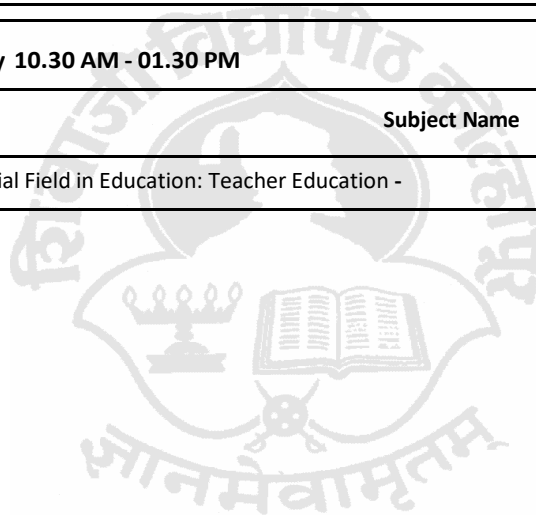 y 10.30 AM - 01.30 PM
Subject Name
ial Field in Education: Teacher Education -
शिवाजी विद्यापीठ कोल्हापूर
ज्ञानमेवामृतम्